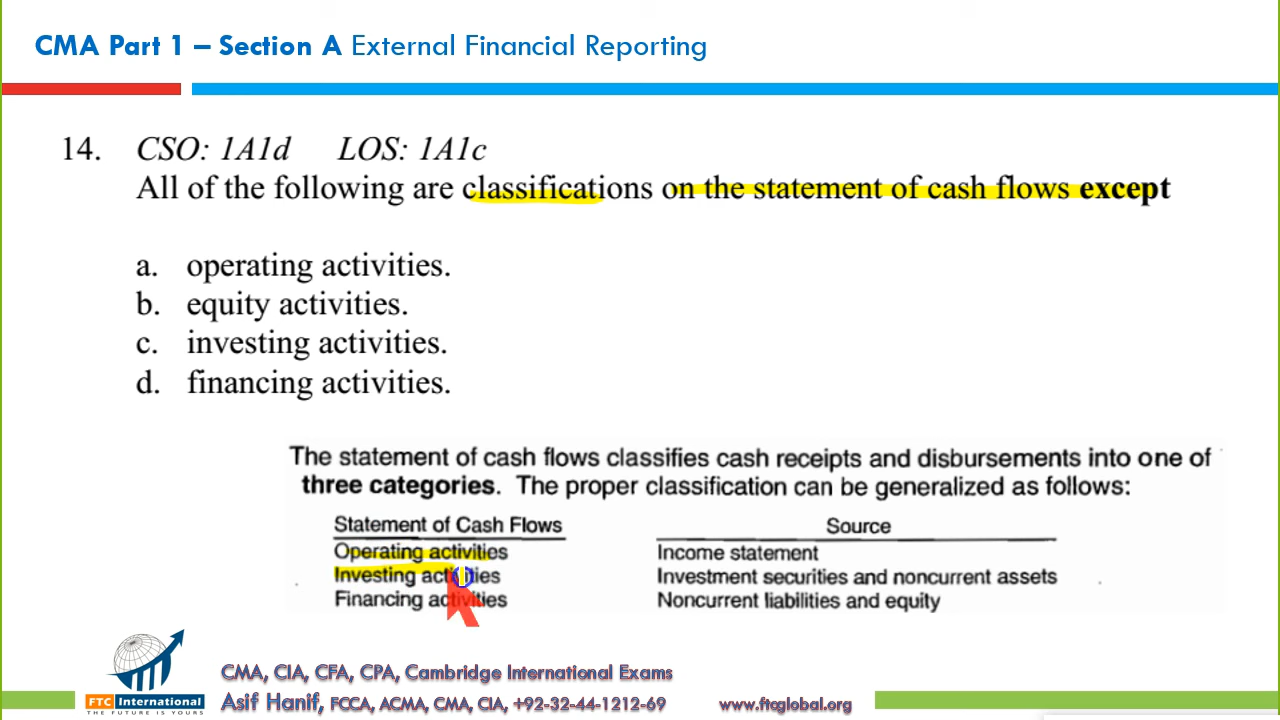 CMA Part 1 – Section A External Financial Reporting
14. CSO: 1A1d LOS: 1A1c
All of the following are classifications on the statement of cash flows except
a. operating activities.
b. equity activities.
c. investing activities.
d. financing activities.
The statement of cash flows classifies cash receipts and disbursements into one of
three categories. The proper classification can be generalized as follows:
Statement of Cash Flows Source
Operating activities Income statement
Investing activities Investment securities and noncurrent assets
Financing activities Noncurrent liabilities and equity
CMA, CIA, CFA, CPA, Cambridge International Exams
FTC International
THE FUTURE IS YOURS
Asif Hanif, FCCA, ACMA, CMA, CIA, +92-32-44-1212-69 www.ftcglobal.org